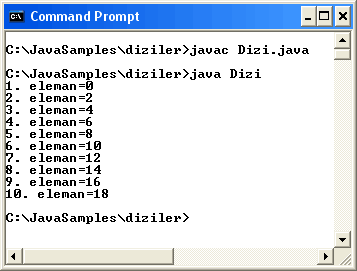 Command Prompt
C:\JavaSamples\diziler>javac Dizi.java
C:\JavaSamples\diziler>java Dizi
1. eleman=0
2. eleman=2
3. eleman=4
4. eleman=6
5. eleman=8
6. eleman=10
7. eleman=12
8. eleman=14
9. eleman=16
10. eleman=18
C:\JavaSamples\diziler>